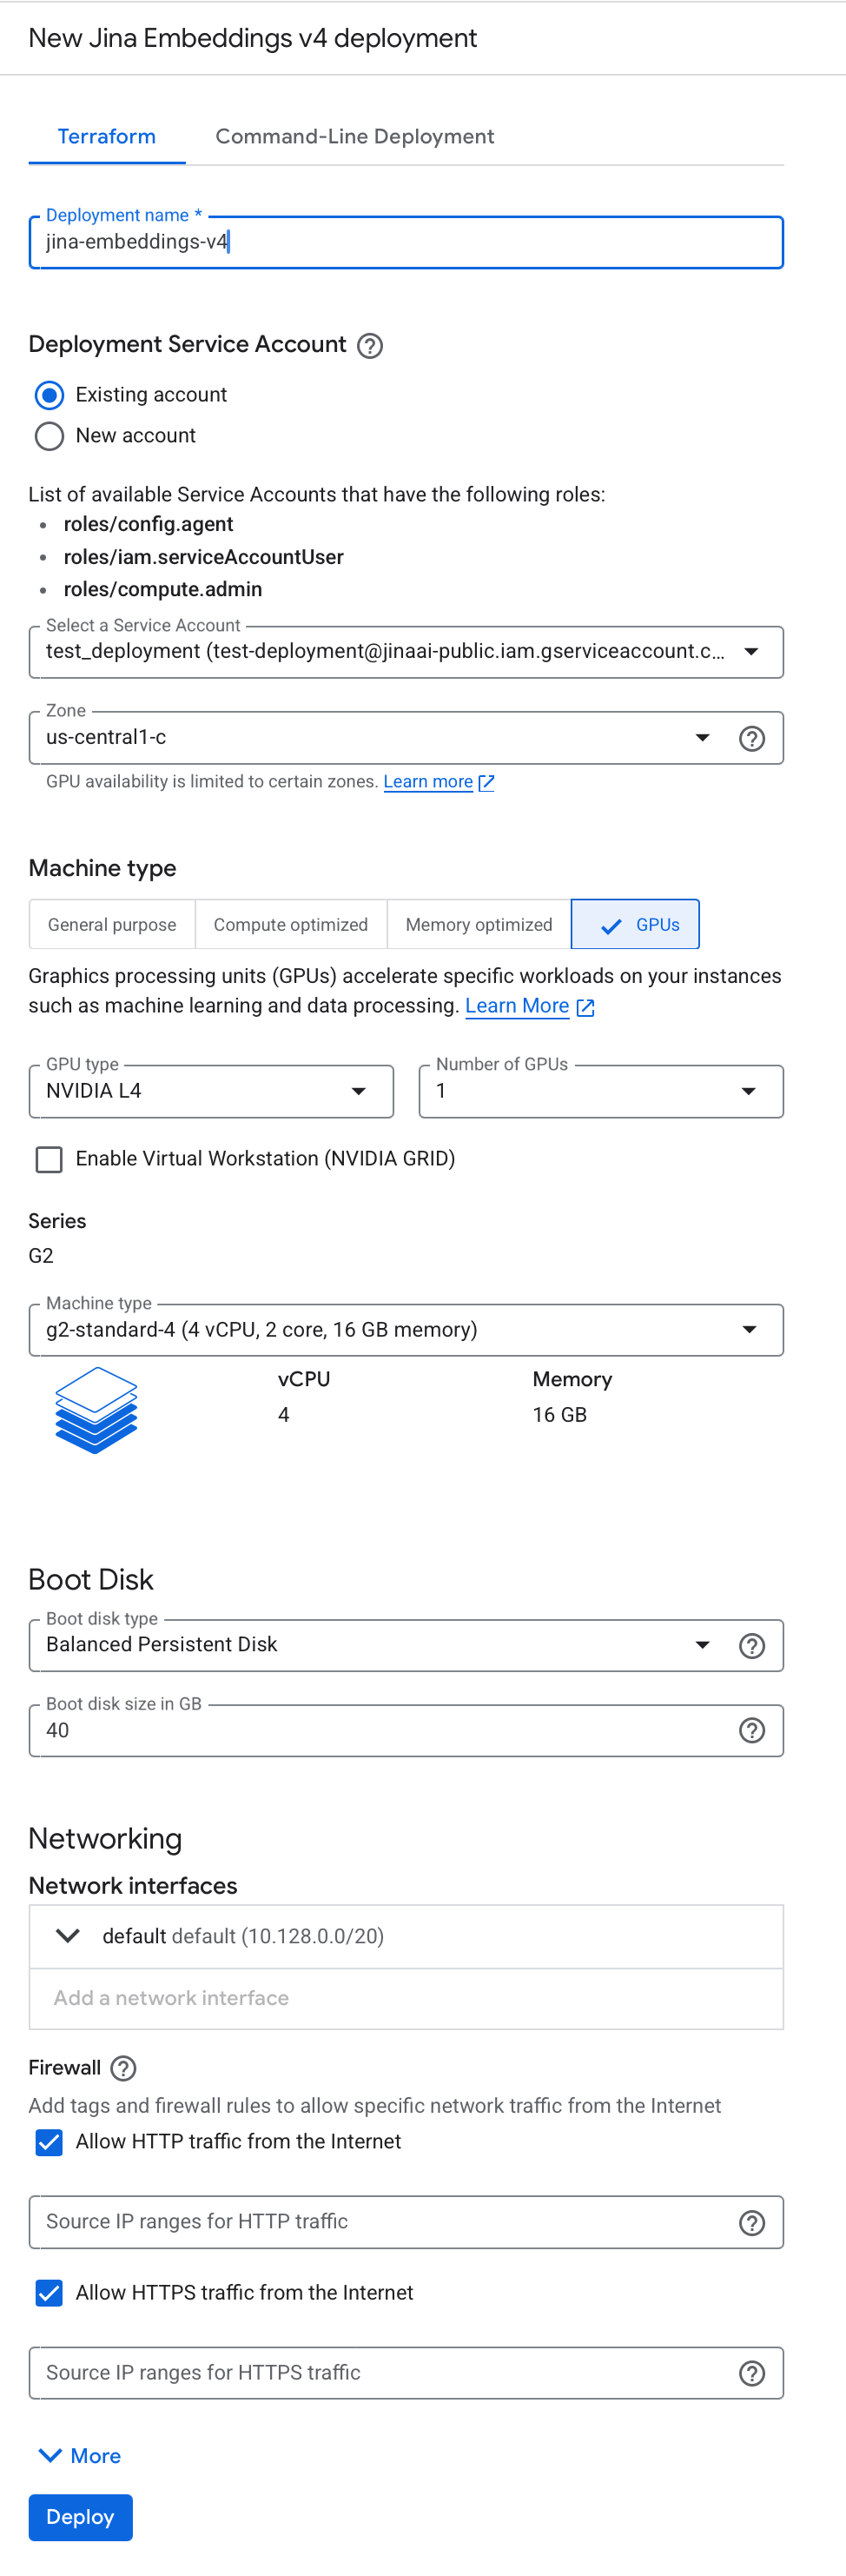 New Jina Embeddings v4 deployment
Terraform Command-Line Deployment
Deployment name *
jina-embeddings-v4
Deployment Service Account
Existing account
New account
List of available Service Accounts that have the following roles:
• roles/config.agent
• roles/iam.serviceAccountUser
• roles/compute.admin
Select a Service Account
test_deployment (test-deployment@jinaai-public.iam.gserviceaccount.c...
Zone
us-central1-c
GPU availability is limited to certain zones. Learn more
Machine type
General purpose Compute optimized Memory optimized GPUs
Graphics processing units (GPUs) accelerate specific workloads on your instances
such as machine learning and data processing. Learn More
GPU type Number of GPUs
NVIDIA L4 1
Enable Virtual Workstation (NVIDIA GRID)
Series
G2
Machine type
g2-standard-4 (4 vCPU, 2 core, 16 GB memory)
vCPU Memory
4 16 GB
Boot Disk
Boot disk type
Balanced Persistent Disk
Boot disk size in GB
40
Networking
Network interfaces
default default (10.128.0.0/20)
Add a network interface
Firewall
Add tags and firewall rules to allow specific network traffic from the Internet
Allow HTTP traffic from the Internet
Source IP ranges for HTTP traffic
Allow HTTPS traffic from the Internet
Source IP ranges for HTTPS traffic
More
Deploy